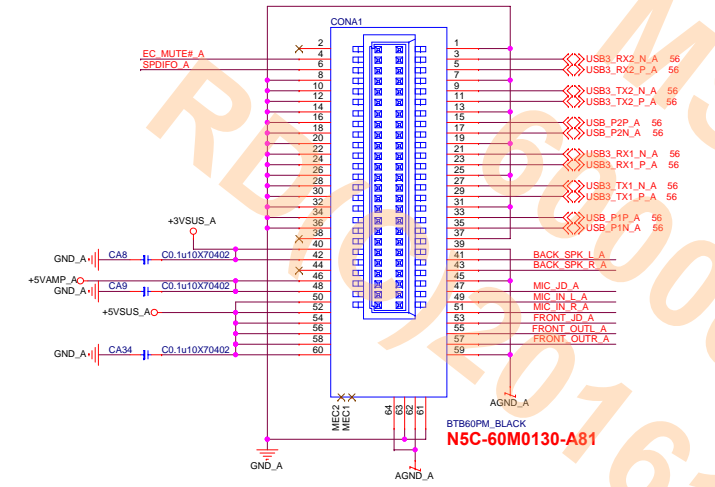 CONA1
EC_MUTE#_A
SPDIFO_A
2
4
6
8
10
12
14
16
18
20
22
24
26
28
30
32
34
36
38
40
42
44
46
48
50
52
54
56
58
60
1
3
5
7
9
11
13
15
17
19
21
23
25
27
29
31
33
35
37
39
41
43
45
47
49
51
53
55
57
59
USB3_RX2_N_A 56
USB3_RX2_P_A 56
USB3_TX2_N_A 56
USB3_TX2_P_A 56
USB_P2P_A 56
USB_P2N_A 56
USB3_RX1_N_A 56
USB3_RX1_P_A 56
USB3_TX1_N_A 56
USB3_TX1_P_A 56
USB_P1P_A 56
USB_P1N_A 56
BACK_SPK_L_A
BACK_SPK_R_A
MIC_JD_A
MIC_IN_L_A
MIC_IN_R_A
FRONT_JD_A
FRONT_OUTL_A
FRONT_OUTR_A
+3VSUS_A
GND_A CA8 C0.1u10X70402
+5VAMP_A
GND_A CA9 C0.1u10X70402
+5VSUS_A
GND_A CA34 C0.1u10X70402
MEC2
MEC1
64
63
62
61
AGND_A
BTB60PM_BLACK
N5C-60M0130-A81
GND_A
AGND_A